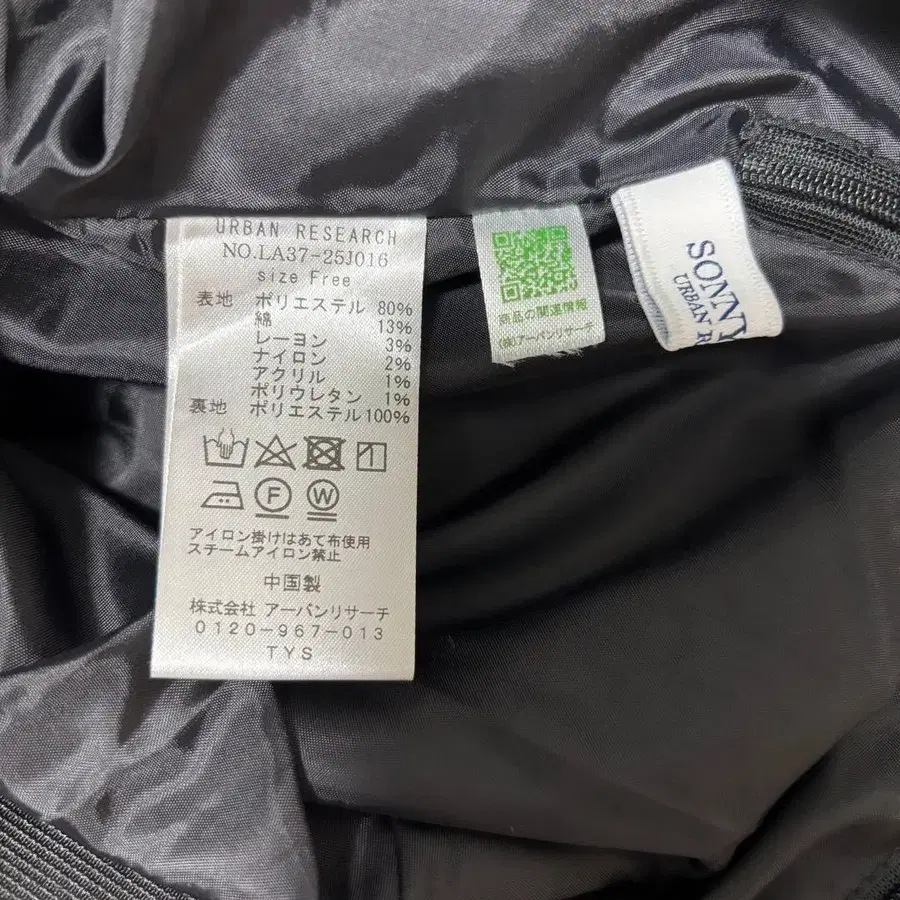 URBAN RESEARCH
NO.LA37-25J016
size Free
表地 ポリエステル 80%
綿 13%
レーヨン 3%
ナイロン 2%
アクリル 1%
ポリウレタン 1%
裏地 ポリエステル 100%
F W
アイロン掛けはあて布使用
スチームアイロン禁止
中国製
株式会社 アーバンリサーチ
0120-967-013
TYS
商品の関連情報
(株)アーバンリサーチ
SONNY
URBAN R